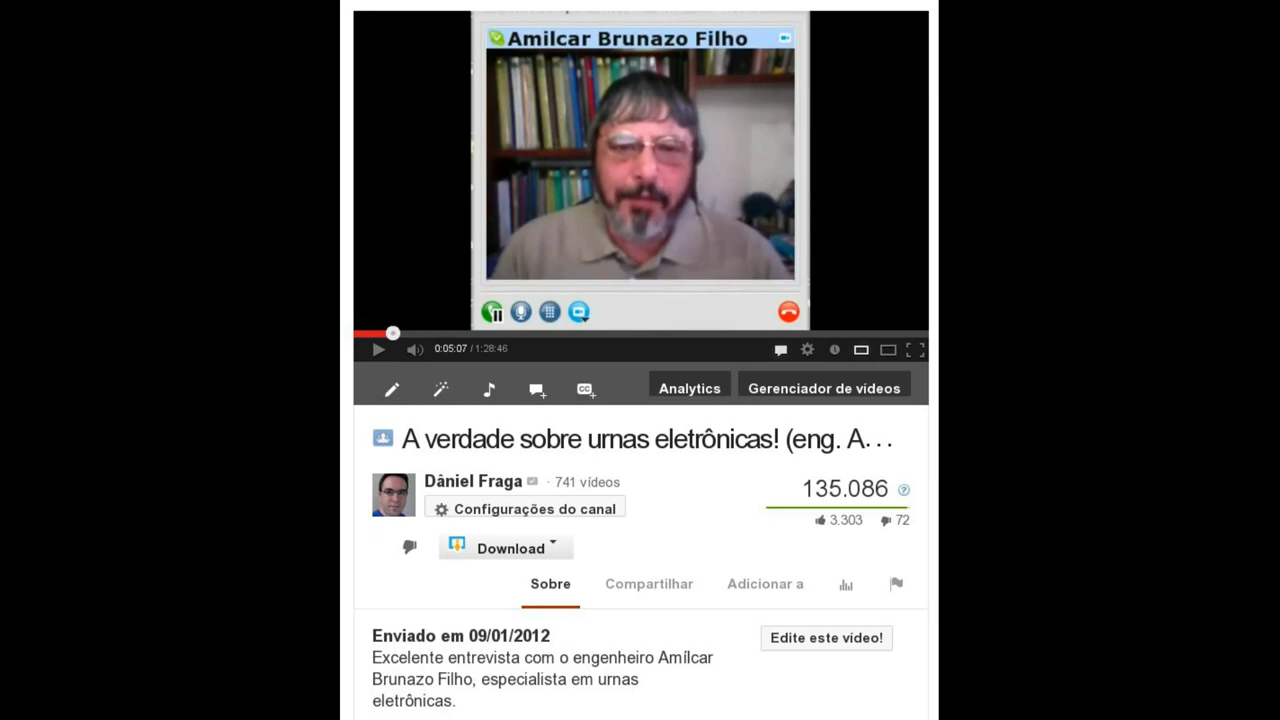 Amilcar Brunazo Filho
0:05:07 / 1:28:46
Analytics
Gerenciador de vídeos
A verdade sobre urnas eletrônicas! (eng. A...
Dâniel Fraga · 741 vídeos
Configurações do canal
135.086
3.303 72
Download
Sobre Compartilhar Adicionar a
Enviado em 09/01/2012
Edite este vídeo!
Excelente entrevista com o engenheiro Amílcar
Brunazo Filho, especialista em urnas
eletrônicas.